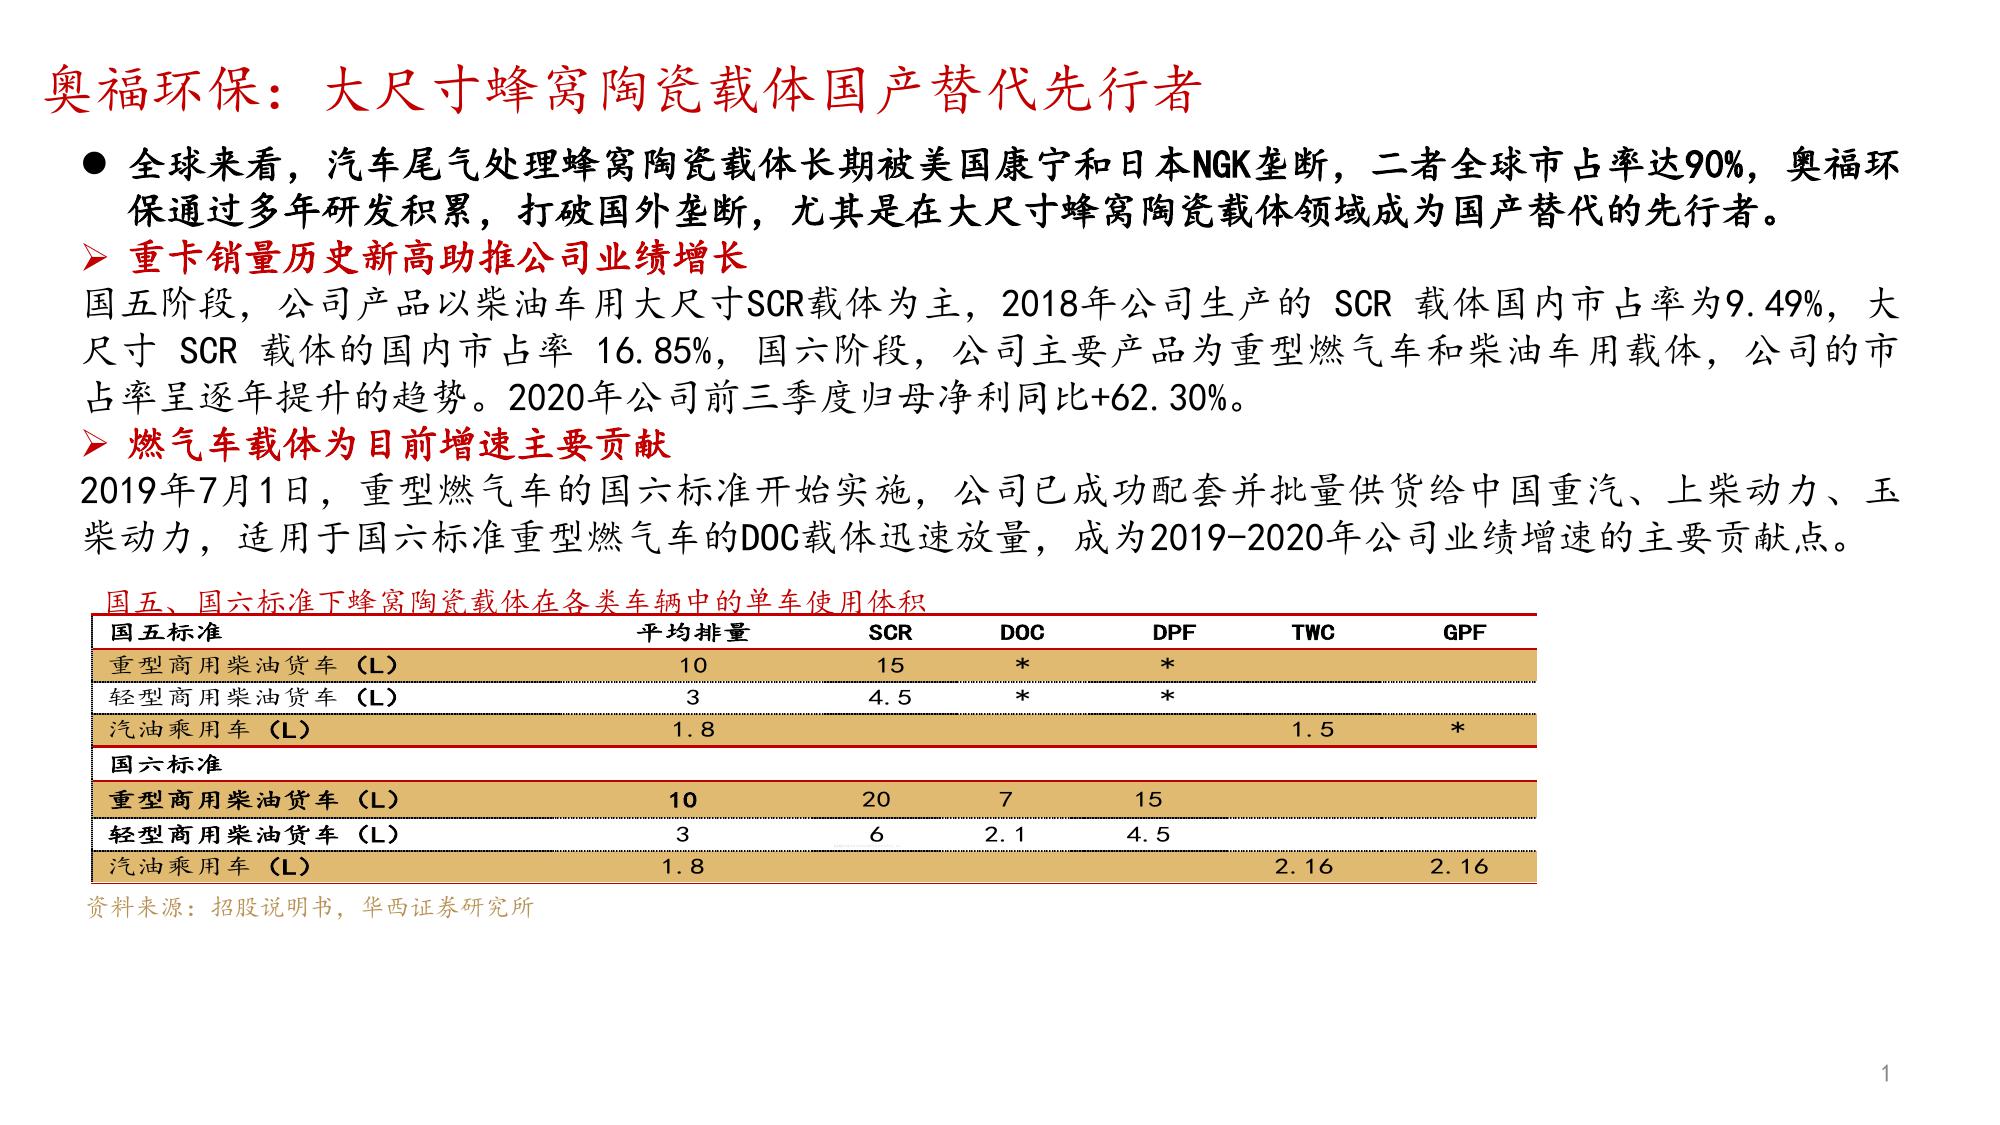 奥福环保：大尺寸蜂窝陶瓷载体国产替代先行者
● 全球来看，汽车尾气处理蜂窝陶瓷载体长期被美国康宁和日本NGK垄断，二者全球市占率达90%，奥福环
保通过多年研发积累，打破国外垄断，尤其是在大尺寸蜂窝陶瓷载体领域成为国产替代的先行者。
➢ 重卡销量历史新高助推公司业绩增长
国五阶段，公司产品以柴油车用大尺寸SCR载体为主，2018年公司生产的 SCR 载体国内市占率为9.49%，大
尺寸 SCR 载体的国内市占率 16.85%，国六阶段，公司主要产品为重型燃气车和柴油车用载体，公司的市
占率呈逐年提升的趋势。2020年公司前三季度归母净利同比+62.30%。
➢ 燃气车载体为目前增速主要贡献
2019年7月1日，重型燃气车的国六标准开始实施，公司已成功配套并批量供货给中国重汽、上柴动力、玉
柴动力，适用于国六标准重型燃气车的DOC载体迅速放量，成为2019-2020年公司业绩增速的主要贡献点。
国五、国六标准下蜂窝陶瓷载体在各类车辆中的单车使用体积
国五标准 平均排量 SCR DOC DPF TWC GPF
重型商用柴油货车（L） 10 15 * *
轻型商用柴油货车（L） 3 4.5 * *
汽油乘用车（L） 1.8 1.5 *
国六标准
重型商用柴油货车（L） 10 20 7 15
轻型商用柴油货车（L） 3 6 2.1 4.5
汽油乘用车（L） 1.8 2.16 2.16
资料来源：招股说明书，华西证券研究所
1